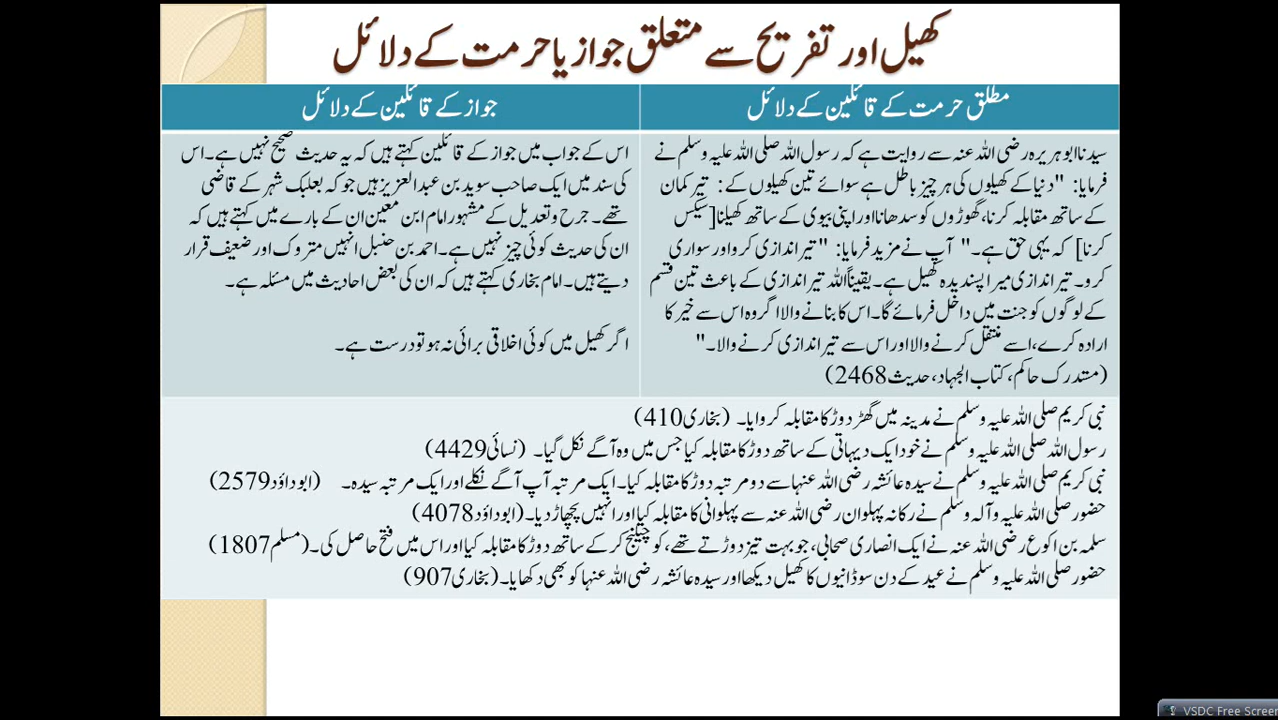 کھیل اور تفریح سے متعلق جواز یا حرمت کے دلائل
مطلق حرمت کے قائلین کے دلائل
سیدنا ابوہریرہ رضی اللہ عنہ سے روایت ہے کہ رسول اللہ صلی اللہ علیہ وسلم نے
فرمایا: "دنیا کے کھیلوں کی ہر چیز باطل ہے سوائے تین کھیلوں کے: تیر کمان
کے ساتھ مقابلہ کرنا، گھوڑوں کو سدھانا اور اپنی بیوی کے ساتھ کھیلنا [سیکس
کرنا] کہ یہی حق ہے۔" آپ نے مزید فرمایا: "تیر اندازی کرو اور سواری
کرو۔ تیر اندازی میرا پسندیدہ کھیل ہے۔ یقیناً اللہ تیر اندازی کے باعث تین قسم
کے لوگوں کو جنت میں داخل فرمائے گا۔ اس کا بنانے والا اگر وہ اس سے خیر کا
ارادہ کرے، اسے منتقل کرنے والا اور اس سے تیر اندازی کرنے والا۔"
(مستدرک حاکم، کتاب الجہاد، حدیث 2468)
جواز کے قائلین کے دلائل
اس کے جواب میں جواز کے قائلین کہتے ہیں کہ یہ حدیث صحیح نہیں ہے۔ اس
کی سند میں ایک صاحب سوید بن عبدالعزیز ہیں جو کہ بعلبک شہر کے قاضی
تھے۔ جرح و تعدیل کے مشہور امام ابن معین ان کے بارے میں کہتے ہیں کہ
ان کی حدیث کوئی چیز نہیں ہے۔ احمد بن حنبل انہیں متروک اور ضعیف قرار
دیتے ہیں۔ امام بخاری کہتے ہیں کہ ان کی بعض احادیث میں مسئلہ ہے۔
اگر کھیل میں کوئی اخلاقی برائی نہ ہو تو درست ہے۔
نبی کریم صلی اللہ علیہ وسلم نے مدینہ میں گھڑ دوڑ کا مقابلہ کروایا۔ (بخاری 410)
رسول اللہ صلی اللہ علیہ وسلم نے خود ایک دیہاتی کے ساتھ دوڑ کا مقابلہ کیا جس میں وہ آگے نکل گیا۔ (نسائی 4429)
نبی کریم صلی اللہ علیہ وسلم نے سیدہ عائشہ رضی اللہ عنہا سے دو مرتبہ دوڑ کا مقابلہ کیا۔ ایک مرتبہ آپ آگے نکلے اور ایک مرتبہ سیدہ۔ (ابوداؤد 2579)
حضور صلی اللہ علیہ وآلہ وسلم نے رکانہ پہلوان رضی اللہ عنہ سے پہلوانی کا مقابلہ کیا اور انہیں پچھاڑ دیا۔ (ابوداؤد 4078)
سلمہ بن اکوع رضی اللہ عنہ نے ایک انصاری صحابی، جو بہت تیز دوڑتے تھے، کو چیلنج کر کے ساتھ دوڑ کا مقابلہ کیا اور اس میں فتح حاصل کی۔ (مسلم 1807)
حضور صلی اللہ علیہ وسلم نے عید کے دن سوڈانیوں کا کھیل دیکھا اور سیدہ عائشہ رضی اللہ عنہا کو بھی دکھایا۔ (بخاری 907)
VSDC Free Screen